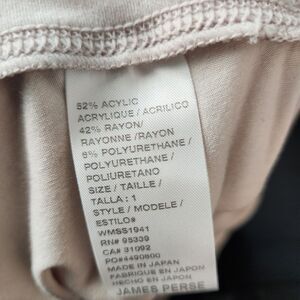 52% ACYLIC
ACRYLIQUE / ACRILICO
42% RAYON/
RAYONNE /RAYON
6% POLYURETHANE /
POLYURETHANE /
POLIURETANO
SIZE / TAILLE /
TALLA : 1
STYLE / MODELE /
ESTILO#
WMSS1941
RN# 95339
CA# 31092
PO#4490800
MADE IN JAPAN
FABRIQUE EN JAPON
HECHO EN JAPON
JAMES PERSE